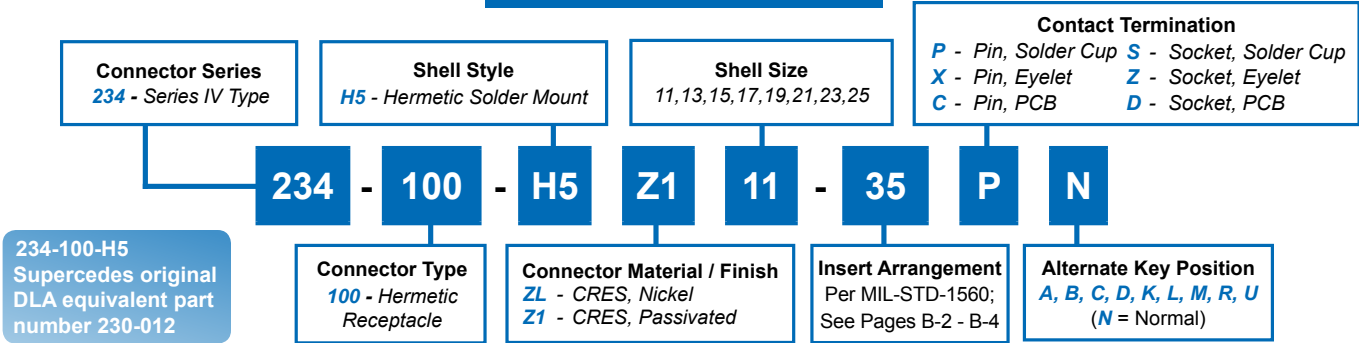 Connector Series
234 - Series IV Type
Shell Style
H5 - Hermetic Solder Mount
Shell Size
11,13,15,17,19,21,23,25
Contact Termination
P - Pin, Solder Cup S - Socket, Solder Cup
X - Pin, Eyelet Z - Socket, Eyelet
C - Pin, PCB D - Socket, PCB
234 - 100 - H5 Z1 11 - 35 P N
234-100-H5
Supercedes original
DLA equivalent part
number 230-012
Connector Type
100 - Hermetic
Receptacle
Connector Material / Finish
ZL - CRES, Nickel
Z1 - CRES, Passivated
Insert Arrangement
Per MIL-STD-1560;
See Pages B-2 - B-4
Alternate Key Position
A, B, C, D, K, L, M, R, U
(N = Normal)